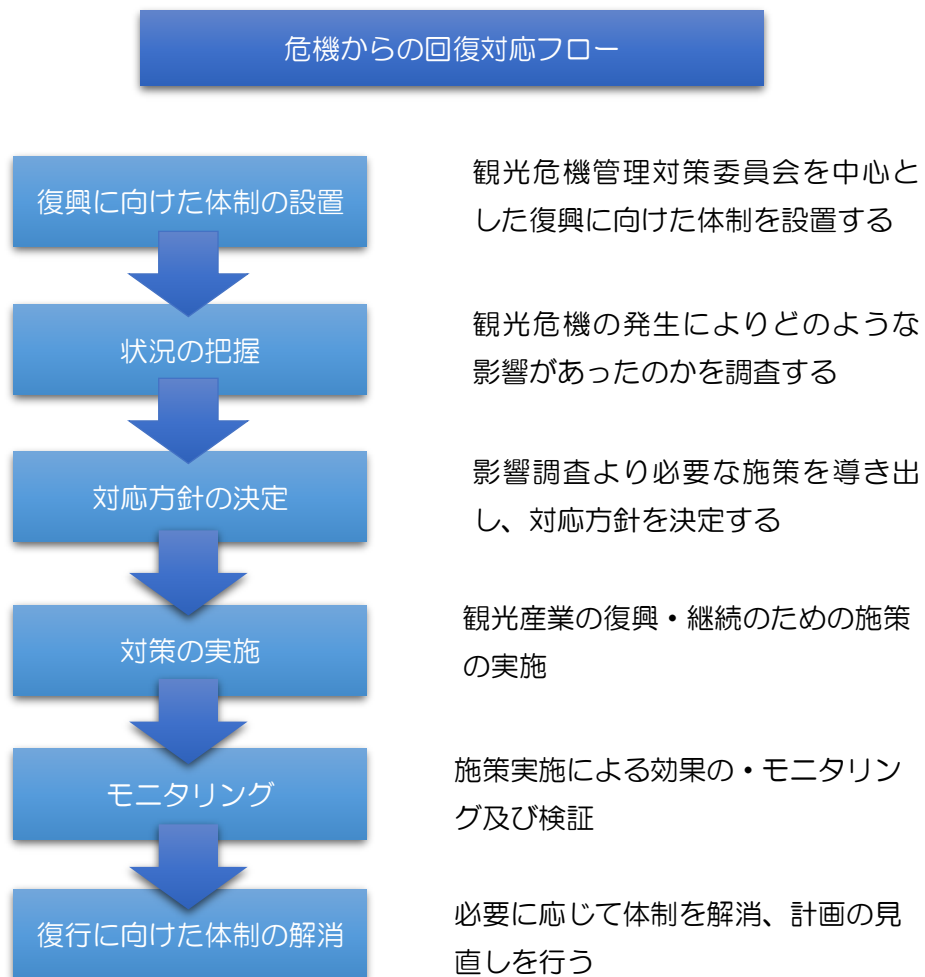 危機からの回復対応フロー
復興に向けた体制の設置
観光危機管理対策委員会を中心と
した復興に向けた体制を設置する
状況の把握
観光危機の発生によりどのような
影響があったのかを調査する
対応方針の決定
影響調査より必要な施策を導き出
し、対応方針を決定する
対策の実施
観光産業の復興・継続のための施策
の実施
モニタリング
施策実施による効果の・モニタリン
グ及び検証
復行に向けた体制の解消
必要に応じて体制を解消、計画の見
直しを行う